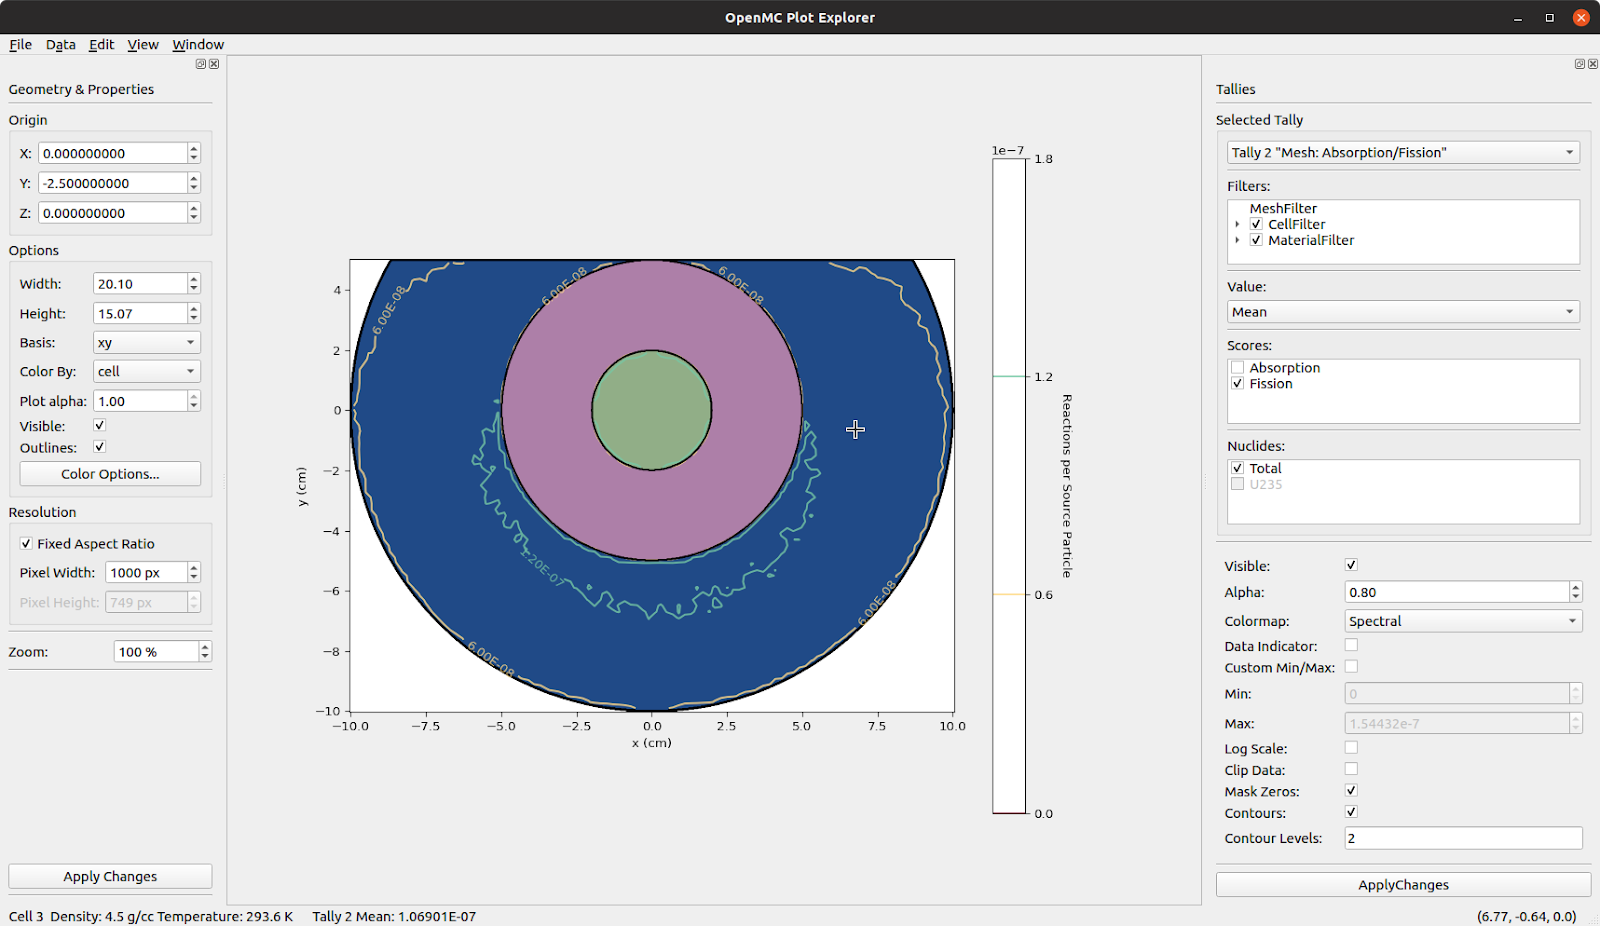 OpenMC Plot Explorer
File Data Edit View Window
Geometry & Properties
Origin
X: 0.000000000
Y: -2.500000000
Z: 0.000000000
Options
Width: 20.10
Height: 15.07
Basis: xy
Color By: cell
Plot alpha: 1.00
Visible:
Outlines:
Color Options...
Resolution
Fixed Aspect Ratio
Pixel Width: 1000 px
Pixel Height: 749 px
Zoom: 100 %
Apply Changes
y (cm)
4
2
0
−2
−4
−6
−8
−10
−10.0 −7.5 −5.0 −2.5 0.0 2.5 5.0 7.5 10.0
x (cm)
6.00E-08
6.00E-08
6.00E-08
1.20E-07
6.00E-08
6.00E-08
1e−7
1.8
1.2
0.6
0.0
Reactions per Source Particle
Tallies
Selected Tally
Tally 2 "Mesh: Absorption/Fission"
Filters:
MeshFilter
CellFilter
MaterialFilter
Value:
Mean
Scores:
Absorption
Fission
Nuclides:
Total
U235
Visible:
Alpha: 0.80
Colormap: Spectral
Data Indicator:
Custom Min/Max:
Min: 0
Max: 1.54432e-7
Log Scale:
Clip Data:
Mask Zeros:
Contours:
Contour Levels: 2
ApplyChanges
Cell 3 Density: 4.5 g/cc Temperature: 293.6 K Tally 2 Mean: 1.06901E-07
(6.77, -0.64, 0.0)